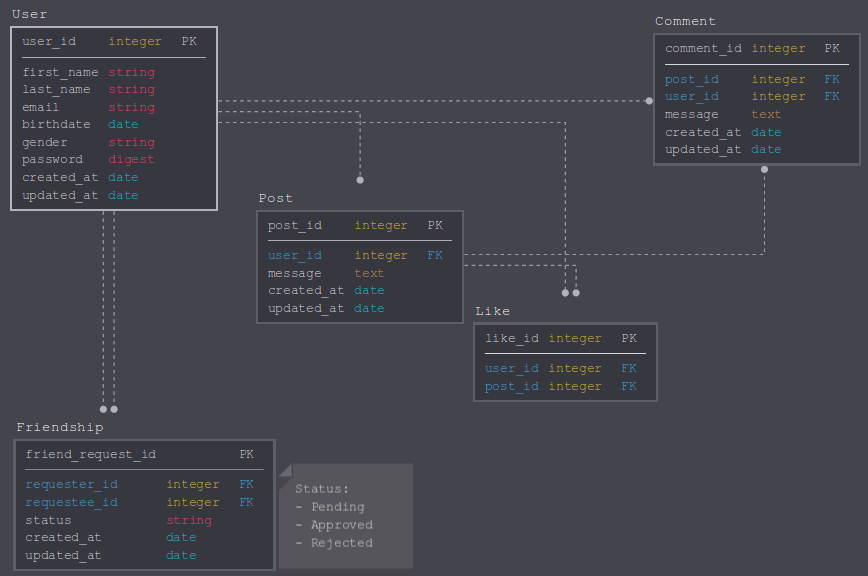 User
user_id integer PK
first_name string
last_name string
email string
birthdate date
gender string
password digest
created_at date
updated_at date
Comment
comment_id integer PK
post_id integer FK
user_id integer FK
message text
created_at date
updated_at date
Post
post_id integer PK
user_id integer FK
message text
created_at date
updated_at date
Like
like_id integer PK
user_id integer FK
post_id integer FK
Friendship
friend_request_id PK
requester_id integer FK
requestee_id integer FK
status string
created_at date
updated_at date
Status:
- Pending
- Approved
- Rejected